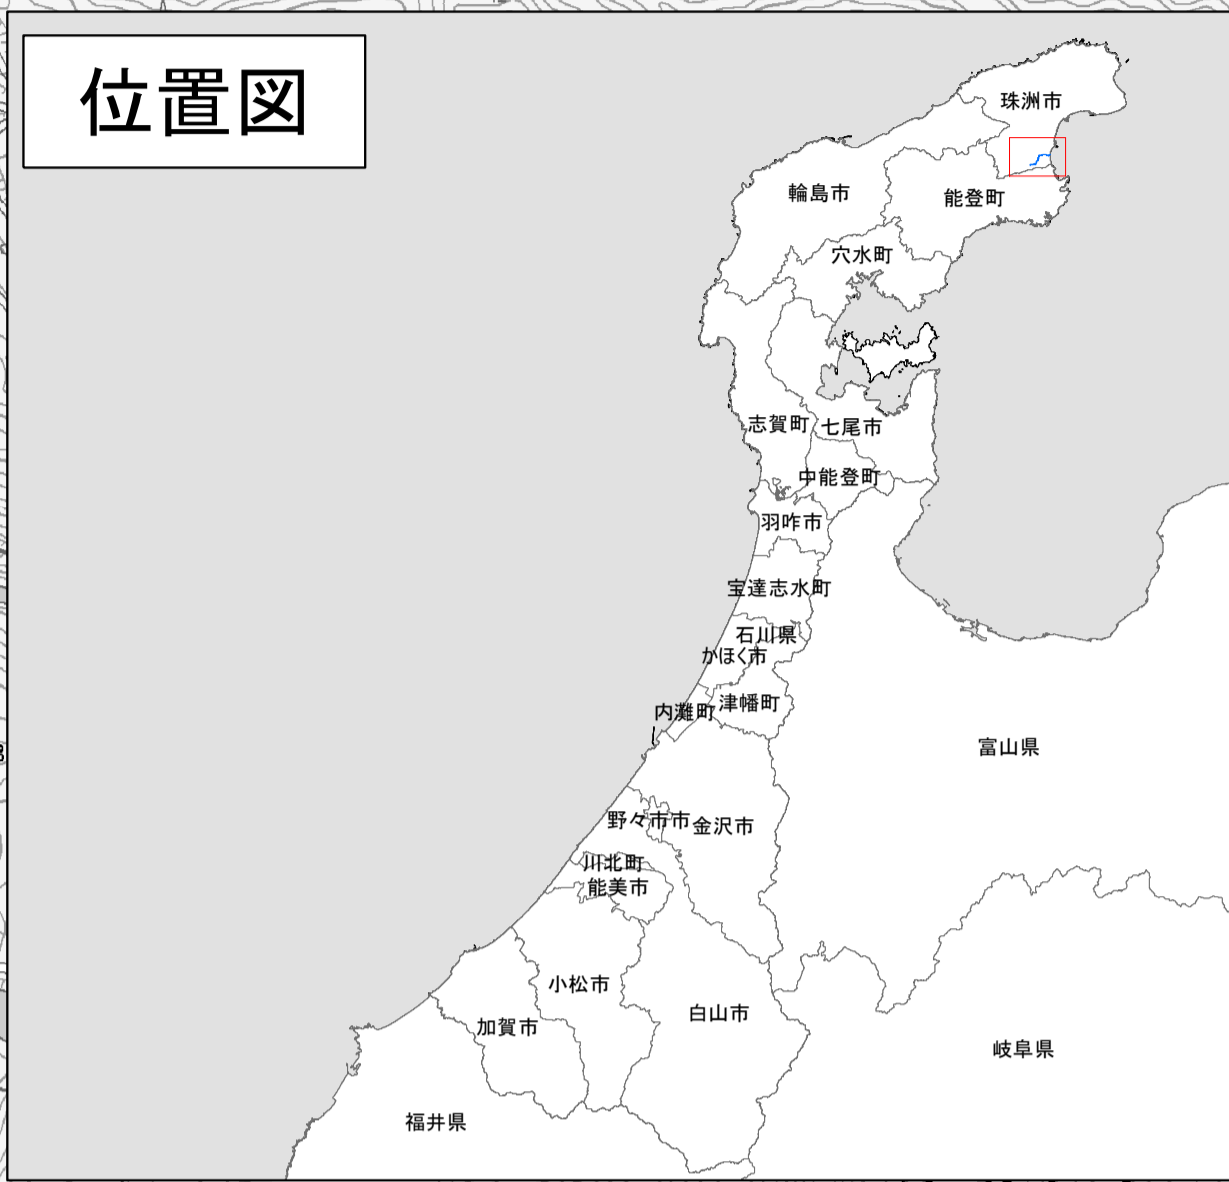 位置図
珠洲市
輪島市
能登町
穴水町
志賀町
七尾市
中能登町
羽咋市
宝達志水町
石川県
かほく市
津幡町
内灘町
富山県
野々市市
金沢市
川北町
能美市
小松市
白山市
加賀市
岐阜県
福井県